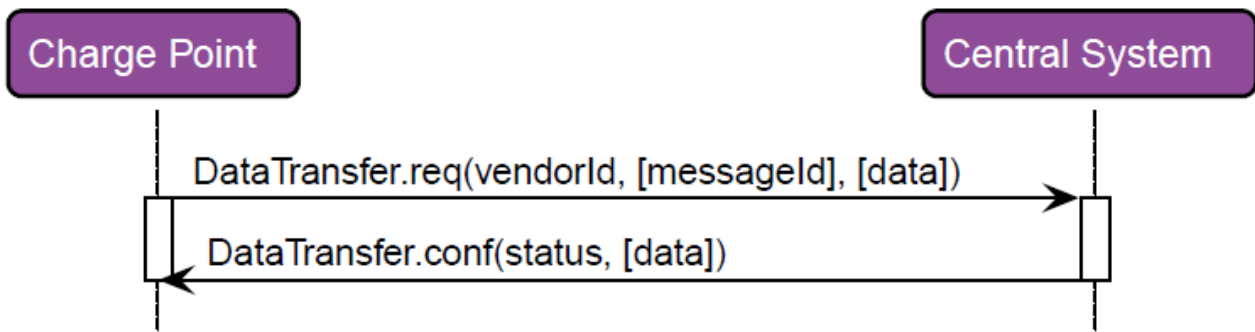 Charge Point
Central System
DataTransfer.req(vendorId, [messageId], [data])
DataTransfer.conf(status, [data])